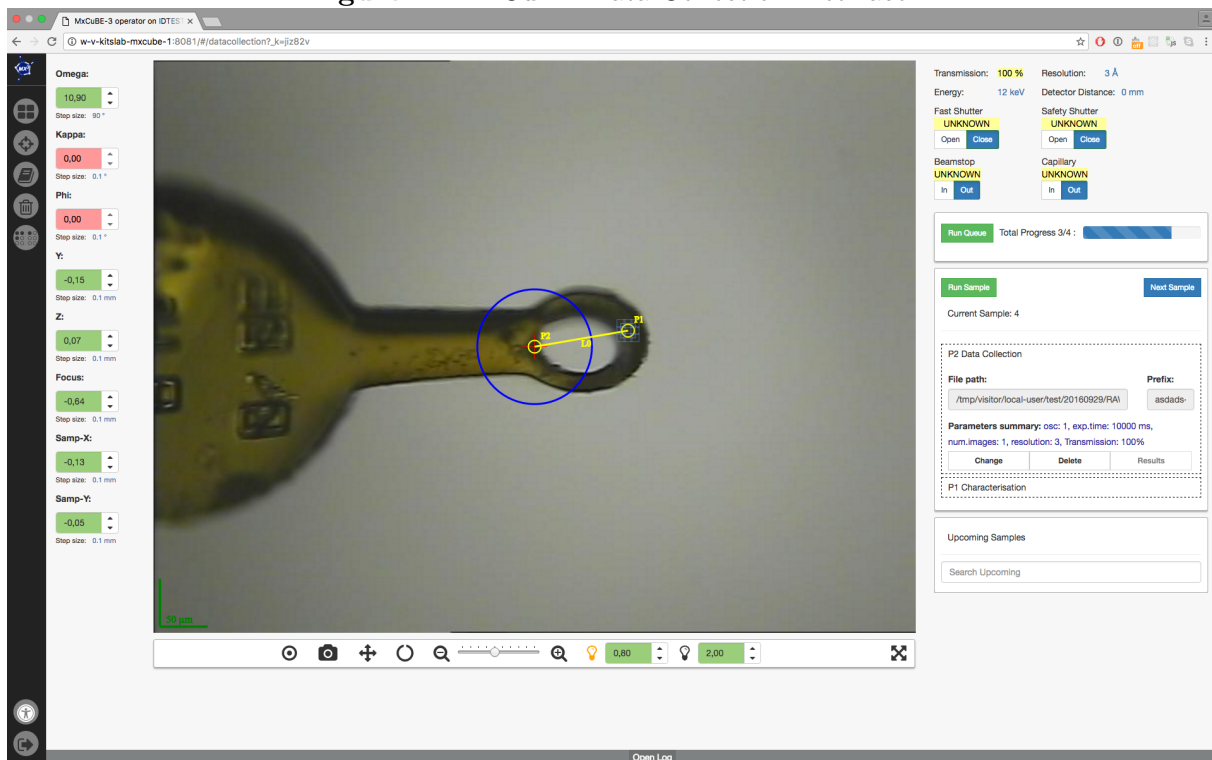 MxCuBE-3 operator on IDTEST
w-v-kitslab-mxcube-1:8081/#/datacollection?_k=jiz82v
Omega:
10,90
Step size: 90 °
Kappa:
0,00
Step size: 0.1 °
Phi:
0,00
Step size: 0.1 °
Y:
-0,15
Step size: 0.1 mm
Z:
0,07
Step size: 0.1 mm
Focus:
-0,64
Step size: 0.1 mm
Samp-X:
-0,13
Step size: 0.1 mm
Samp-Y:
-0,05
Step size: 0.1 mm
P1
P2
L0
50 µm
0,80
2,00
Transmission: 100 % Resolution: 3 Å
Energy: 12 keV Detector Distance: 0 mm
Fast Shutter Safety Shutter
UNKNOWN UNKNOWN
Open Close Open Close
Beamstop Capillary
UNKNOWN UNKNOWN
In Out In Out
Run Queue Total Progress 3/4 :
Run Sample Next Sample
Current Sample: 4
P2 Data Collection
File path: Prefix:
/tmp/visitor/local-user/test/20160929/RA\ asdads-
Parameters summary: osc: 1, exp.time: 10000 ms,
num.images: 1, resolution: 3, Transmission: 100%
Change Delete Results
P1 Characterisation
Upcoming Samples
Search Upcoming
Open Log